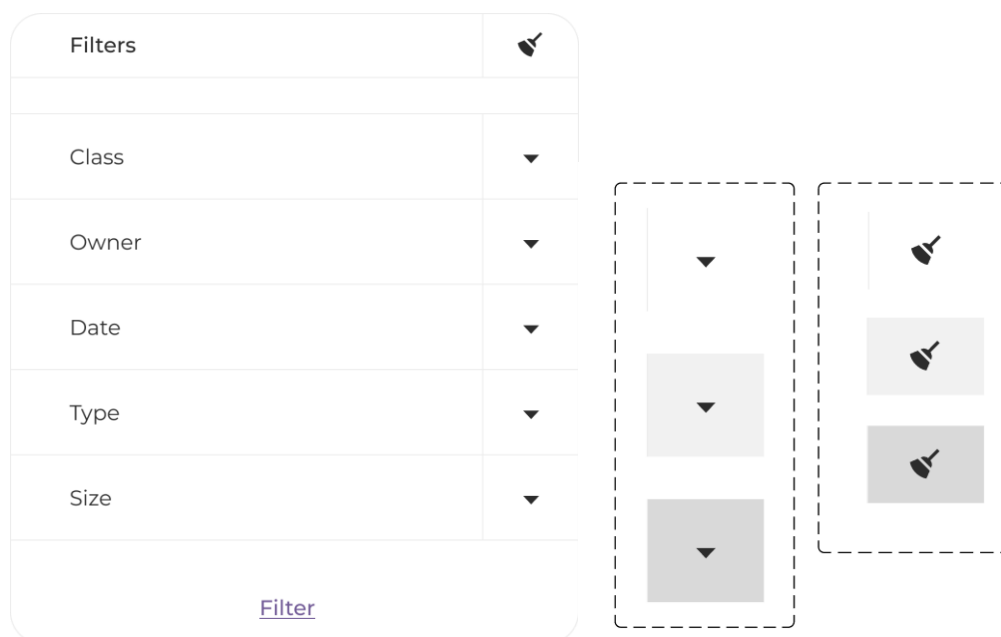 Filters
Class
Owner
Date
Type
Size
Filter